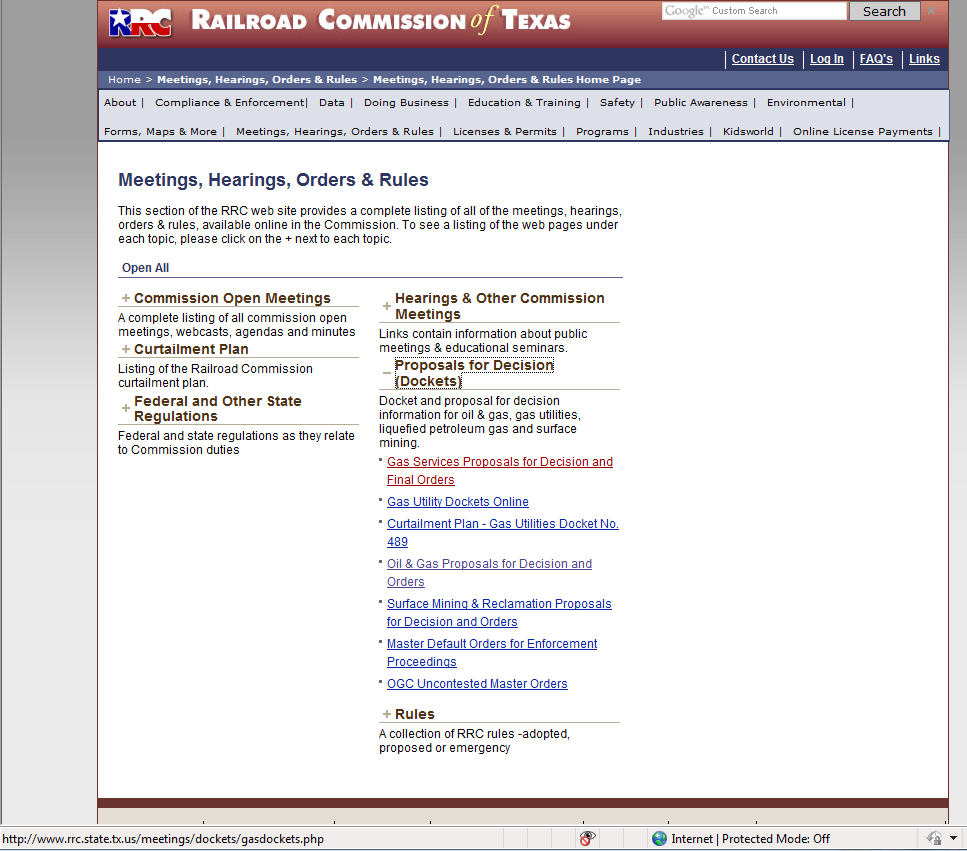 RRC RAILROAD COMMISSION of TEXAS
Google™ Custom Search Search ×
Contact Us | Log In | FAQ's | Links
Home > Meetings, Hearings, Orders & Rules > Meetings, Hearings, Orders & Rules Home Page
About | Compliance & Enforcement| Data | Doing Business | Education & Training | Safety | Public Awareness | Environmental |
Forms, Maps & More | Meetings, Hearings, Orders & Rules | Licenses & Permits | Programs | Industries | Kidsworld | Online License Payments |
Meetings, Hearings, Orders & Rules
This section of the RRC web site provides a complete listing of all of the meetings, hearings,
orders & rules, available online in the Commission. To see a listing of the web pages under
each topic, please click on the + next to each topic.
Open All
+ Commission Open Meetings
A complete listing of all commission open
meetings, webcasts, agendas and minutes
+ Curtailment Plan
Listing of the Railroad Commission
curtailment plan.
+ Federal and Other State
Regulations
Federal and state regulations as they relate
to Commission duties
+ Hearings & Other Commission
Meetings
Links contain information about public
meetings & educational seminars.
− Proposals for Decision
(Dockets)
Docket and proposal for decision
information for oil & gas, gas utilities,
liquefied petroleum gas and surface
mining.
Gas Services Proposals for Decision and
Final Orders
Gas Utility Dockets Online
Curtailment Plan - Gas Utilities Docket No.
489
Oil & Gas Proposals for Decision and
Orders
Surface Mining & Reclamation Proposals
for Decision and Orders
Master Default Orders for Enforcement
Proceedings
OGC Uncontested Master Orders
+ Rules
A collection of RRC rules -adopted,
proposed or emergency
http://www.rrc.state.tx.us/meetings/dockets/gasdockets.php
Internet | Protected Mode: Off